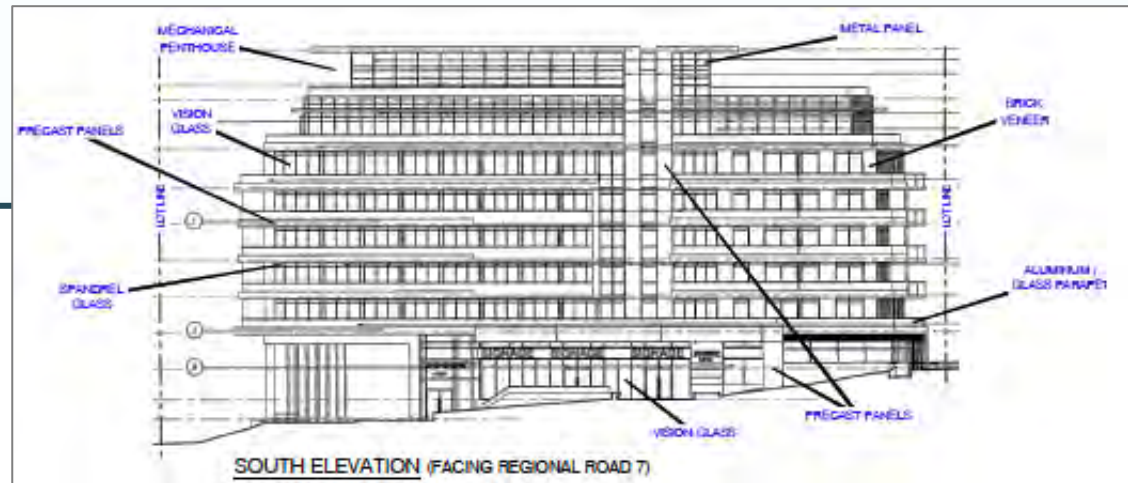 MECHANICAL
PENTHOUSE
METAL PANEL
VISION
GLASS
BRICK
VENEER
PRECAST PANELS
LOT LINE
LOT LINE
SPANDREL
GLASS
ALUMINUM /
GLASS PARAPET
SIGNAGE SIGNAGE SIGNAGE
PRECAST PANELS
VISION GLASS
SOUTH ELEVATION (FACING REGIONAL ROAD 7)